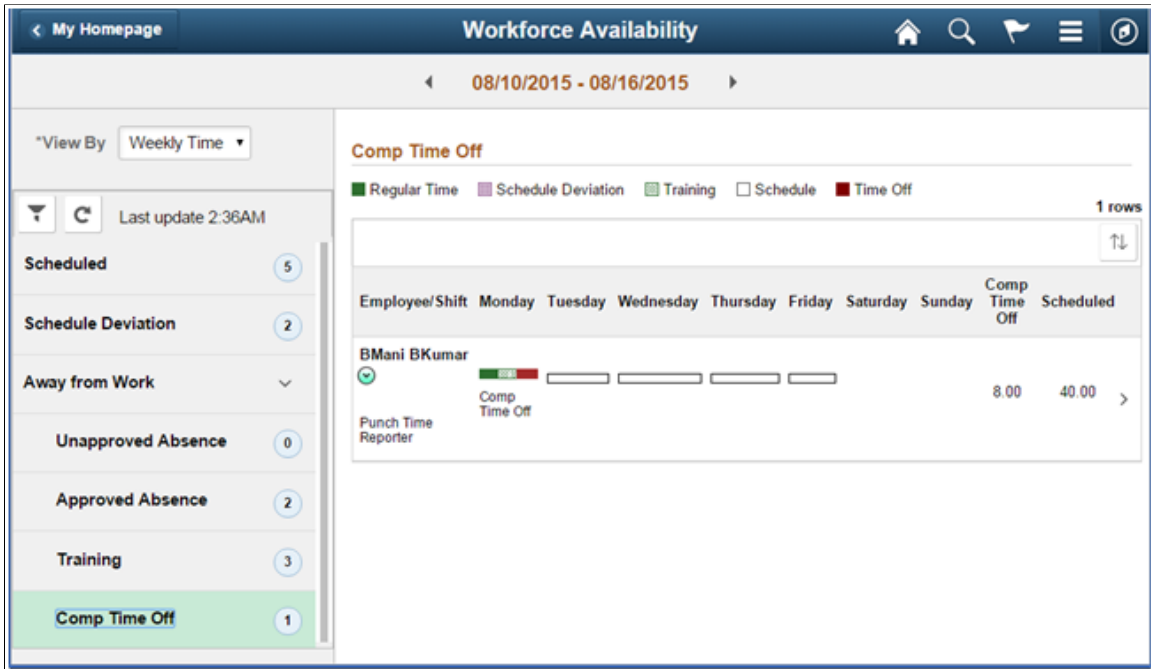 My Homepage
Workforce Availability
08/10/2015 - 08/16/2015
*View By Weekly Time
Last update 2:36AM
Scheduled 5
Schedule Deviation 2
Away from Work
Unapproved Absence 0
Approved Absence 2
Training 3
Comp Time Off 1
Comp Time Off
Regular Time Schedule Deviation Training Schedule Time Off
1 rows
Employee/Shift Monday Tuesday Wednesday Thursday Friday Saturday Sunday Comp Time Off Scheduled
BMani BKumar
Comp
Time Off
8.00 40.00
Punch Time
Reporter